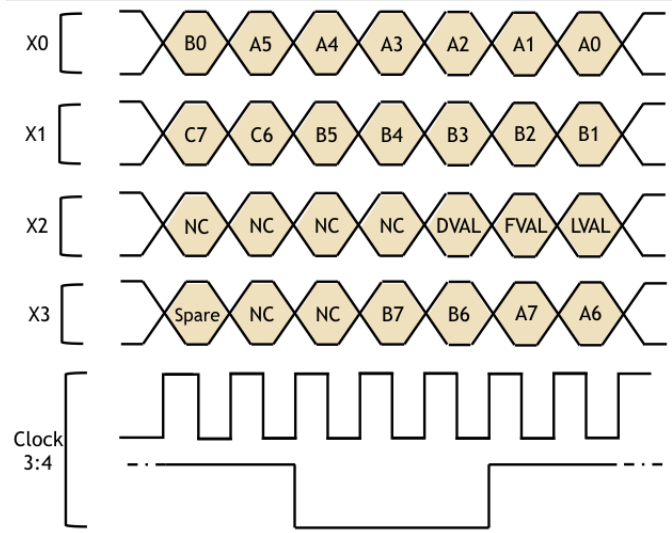 X0 B0 A5 A4 A3 A2 A1 A0
X1 C7 C6 B5 B4 B3 B2 B1
X2 NC NC NC NC DVAL FVAL LVAL
X3 Spare NC NC B7 B6 A7 A6
Clock
3:4